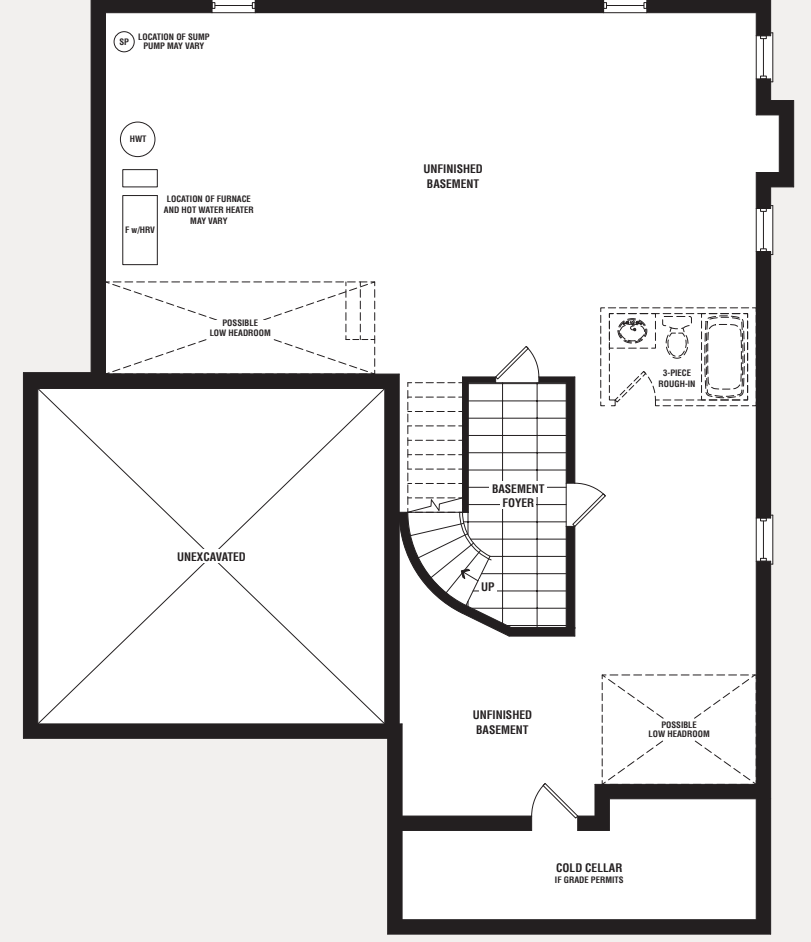 SP
LOCATION OF SUMP
PUMP MAY VARY
HWT
UNFINISHED
BASEMENT
LOCATION OF FURNACE
AND HOT WATER HEATER
MAY VARY
F w/HRV
POSSIBLE
LOW HEADROOM
3-PIECE
ROUGH-IN
BASEMENT
FOYER
UNEXCAVATED
UP
UNFINISHED
BASEMENT
POSSIBLE
LOW HEADROOM
COLD CELLAR
IF GRADE PERMITS